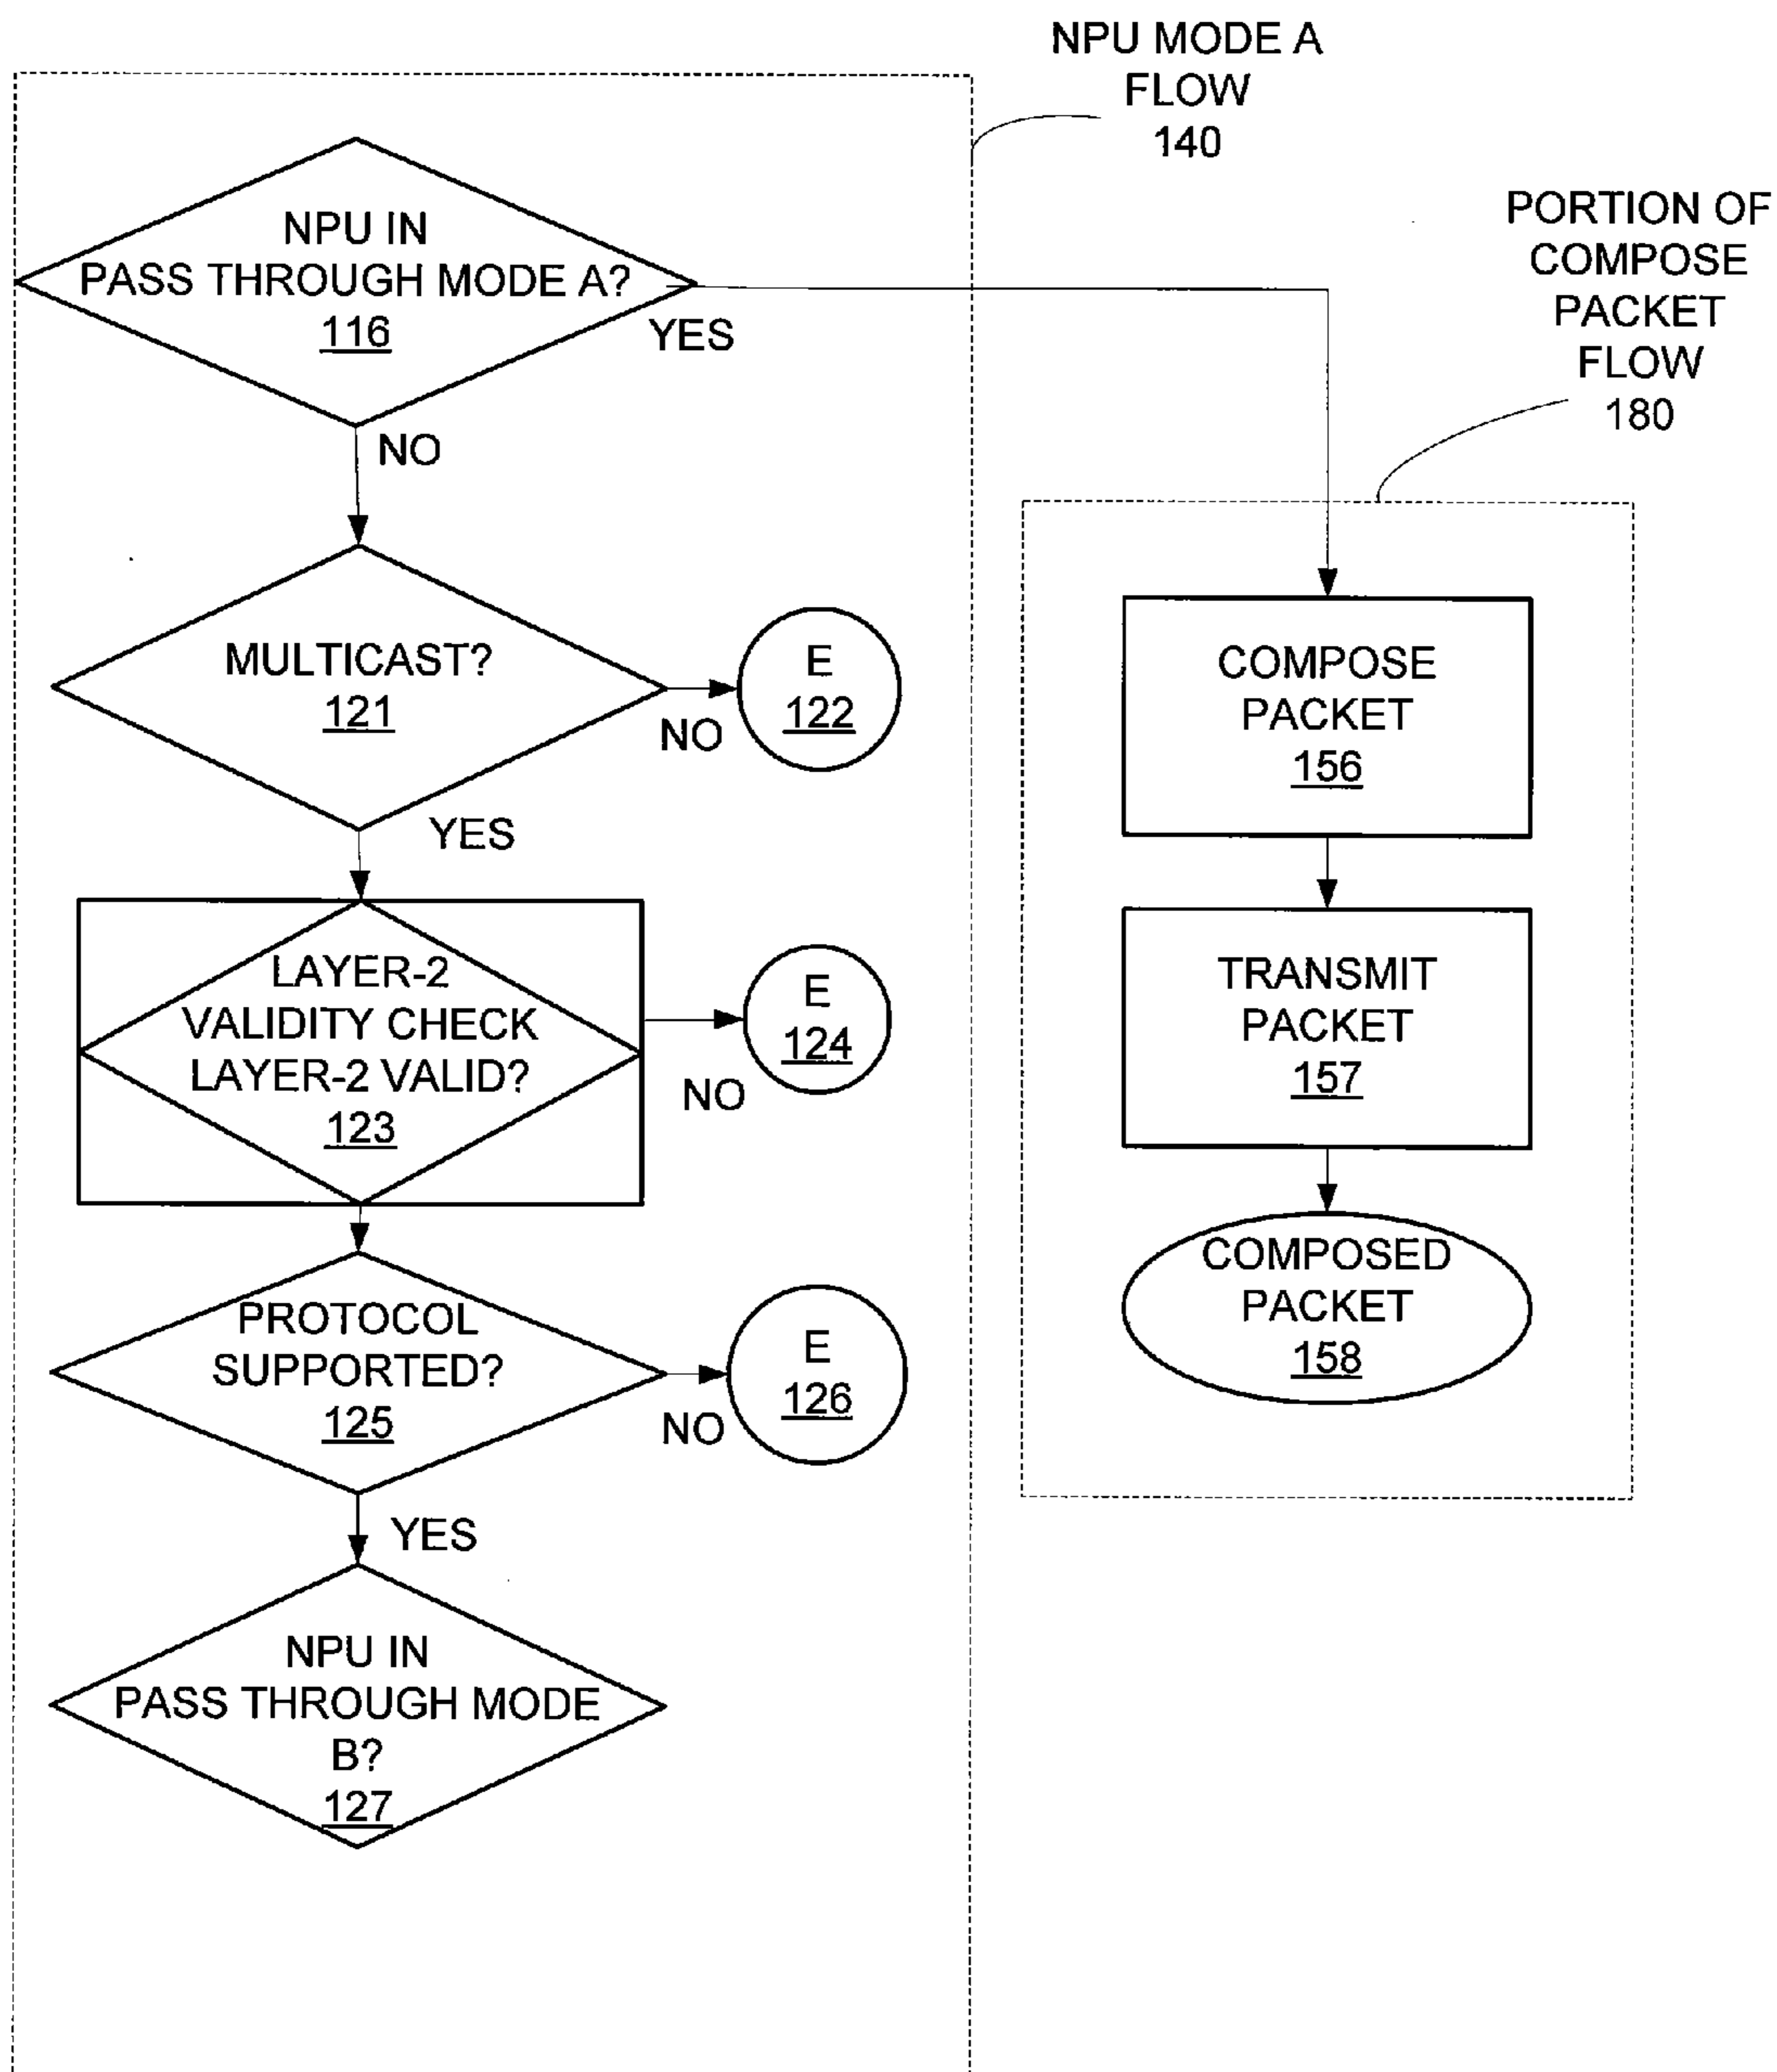 NPU MODE A
FLOW
140
PORTION OF
COMPOSE
PACKET
FLOW
180
NPU IN
PASS THROUGH MODE A?
116
YES
NO
MULTICAST?
121
NO
E
122
YES
LAYER-2
VALIDITY CHECK
LAYER-2 VALID?
123
NO
E
124
PROTOCOL
SUPPORTED?
125
NO
E
126
YES
NPU IN
PASS THROUGH MODE
B?
127
COMPOSE
PACKET
156
TRANSMIT
PACKET
157
COMPOSED
PACKET
158